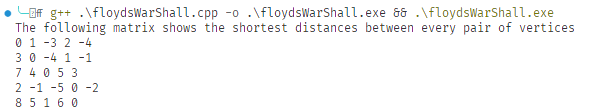 g++ .\floydsWarShall.cpp -o .\floydsWarShall.exe && .\floydsWarShall.exe
The following matrix shows the shortest distances between every pair of vertices
0 1 -3 2 -4
3 0 -4 1 -1
7 4 0 5 3
2 -1 -5 0 -2
8 5 1 6 0